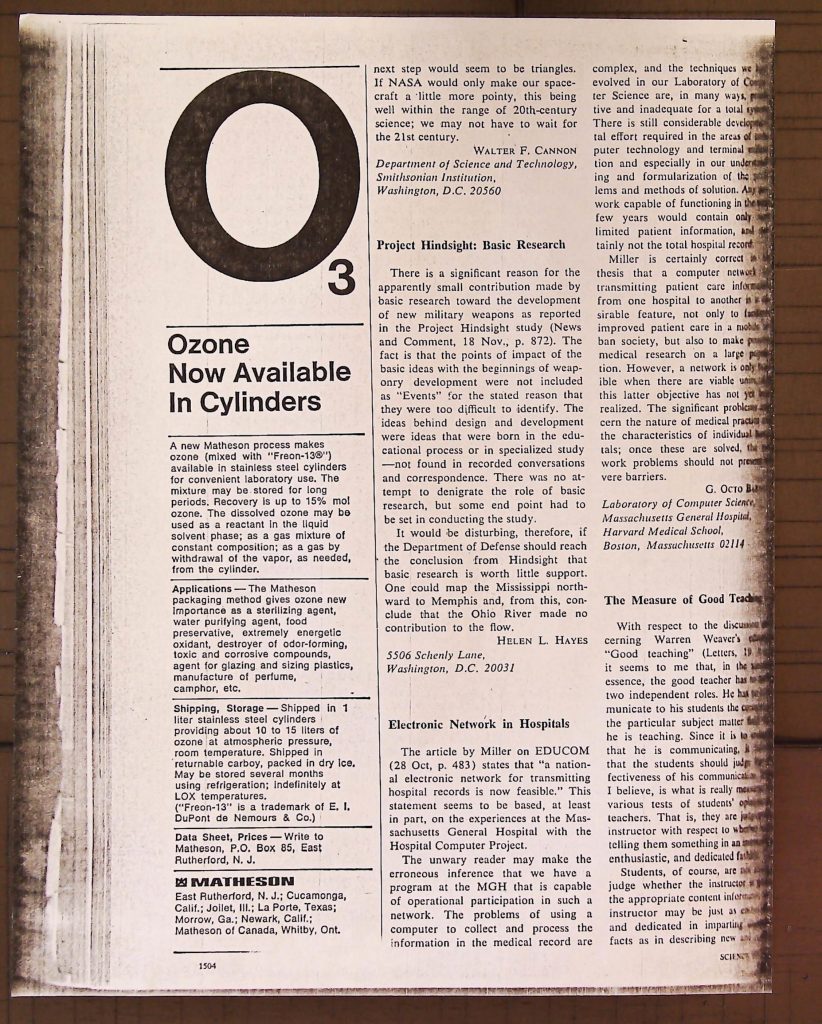 O3
Ozone
Now Available
In Cylinders
A new Matheson process makes
ozone (mixed with "Freon-13®")
available in stainless steel cylinders
for convenient laboratory use. The
mixture may be stored for long
periods. Recovery is up to 15% mol
ozone. The dissolved ozone may be
used as a reactant in the liquid
solvent phase; as a gas mixture of
constant composition; as a gas by
withdrawal of the vapor, as needed,
from the cylinder.
Applications — The Matheson
packaging method gives ozone new
importance as a sterilizing agent,
water purifying agent, food
preservative, extremely energetic
oxidant, destroyer of odor-forming,
toxic and corrosive compounds,
agent for glazing and sizing plastics,
manufacture of perfume,
camphor, etc.
Shipping, Storage — Shipped in 1
liter stainless steel cylinders
providing about 10 to 15 liters of
ozone at atmospheric pressure,
room temperature. Shipped in
returnable carboy, packed in dry ice.
May be stored several months
using refrigeration; indefinitely at
LOX temperatures.
("Freon-13" is a trademark of E. I.
DuPont de Nemours & Co.)
Data Sheet, Prices — Write to
Matheson, P.O. Box 85, East
Rutherford, N. J.
MATHESON
East Rutherford, N. J.; Cucamonga,
Calif.; Joliet, Ill.; La Porte, Texas;
Morrow, Ga.; Newark, Calif.;
Matheson of Canada, Whitby, Ont.
1504
next step would seem to be triangles.
If NASA would only make our space-
craft a little more pointy, this being
well within the range of 20th-century
science; we may not have to wait for
the 21st century.
WALTER F. CANNON
Department of Science and Technology,
Smithsonian Institution,
Washington, D.C. 20560
Project Hindsight: Basic Research
There is a significant reason for the
apparently small contribution made by
basic research toward the development
of new military weapons as reported
in the Project Hindsight study (News
and Comment, 18 Nov., p. 872). The
fact is that the points of impact of the
basic ideas with the beginnings of weap-
onry development were not included
as "Events" for the stated reason that
they were too difficult to identify. The
ideas behind design and development
were ideas that were born in the edu-
cational process or in specialized study
—not found in recorded conversations
and correspondence. There was no at-
tempt to denigrate the role of basic
research, but some end point had to
be set in conducting the study.
It would be disturbing, therefore, if
the Department of Defense should reach
the conclusion from Hindsight that
basic research is worth little support.
One could map the Mississippi north-
ward to Memphis and, from this, con-
clude that the Ohio River made no
contribution to the flow.
HELEN L. HAYES
5506 Schenly Lane,
Washington, D.C. 20031
Electronic Network in Hospitals
The article by Miller on EDUCOM
(28 Oct, p. 483) states that "a nation-
al electronic network for transmitting
hospital records is now feasible." This
statement seems to be based, at least
in part, on the experiences at the Mas-
sachusetts General Hospital with the
Hospital Computer Project.
The unwary reader may make the
erroneous inference that we have a
program at the MGH that is capable
of operational participation in such a
network. The problems of using a
computer to collect and process the
information in the medical record are
complex, and the techniques we
evolved in our Laboratory of
ter Science are, in many ways,
tive and inadequate for a total
There is still considerable
tal effort required in the areas of
puter technology and terminal
tion and especially in our
ing and formularization of the
lems and methods of solution. Any
work capable of functioning in the
few years would contain only
limited patient information, and
tainly not the total hospital record.
Miller is certainly correct
thesis that a computer network
transmitting patient care
from one hospital to another is
sirable feature, not only to
improved patient care in a
ban society, but also to make
medical research on a large
tion. However, a network is only
ible when there are viable
this latter objective has not yet
realized. The significant problems
cern the nature of medical
the characteristics of individual
tals; once these are solved, the
work problems should not
vere barriers.
G. OCTO
Laboratory of Computer Science,
Massachusetts General Hospital,
Harvard Medical School,
Boston, Massachusetts 02114
The Measure of Good
With respect to the
cerning Warren Weaver's
"Good teaching" (Letters,
it seems to me that, in the
essence, the good teacher has
two independent roles. He
municate to his students the
the particular subject matter
he is teaching. Since it is to
that he is communicating,
that the students should judge
fectiveness of his
I believe, is what is really
various tests of students'
teachers. That is, they are
instructor with respect to
telling them something in an
enthusiastic, and dedicated
Students, of course, are
judge whether the instructor
the appropriate content
instructor may be just as
and dedicated in imparting
facts as in describing new